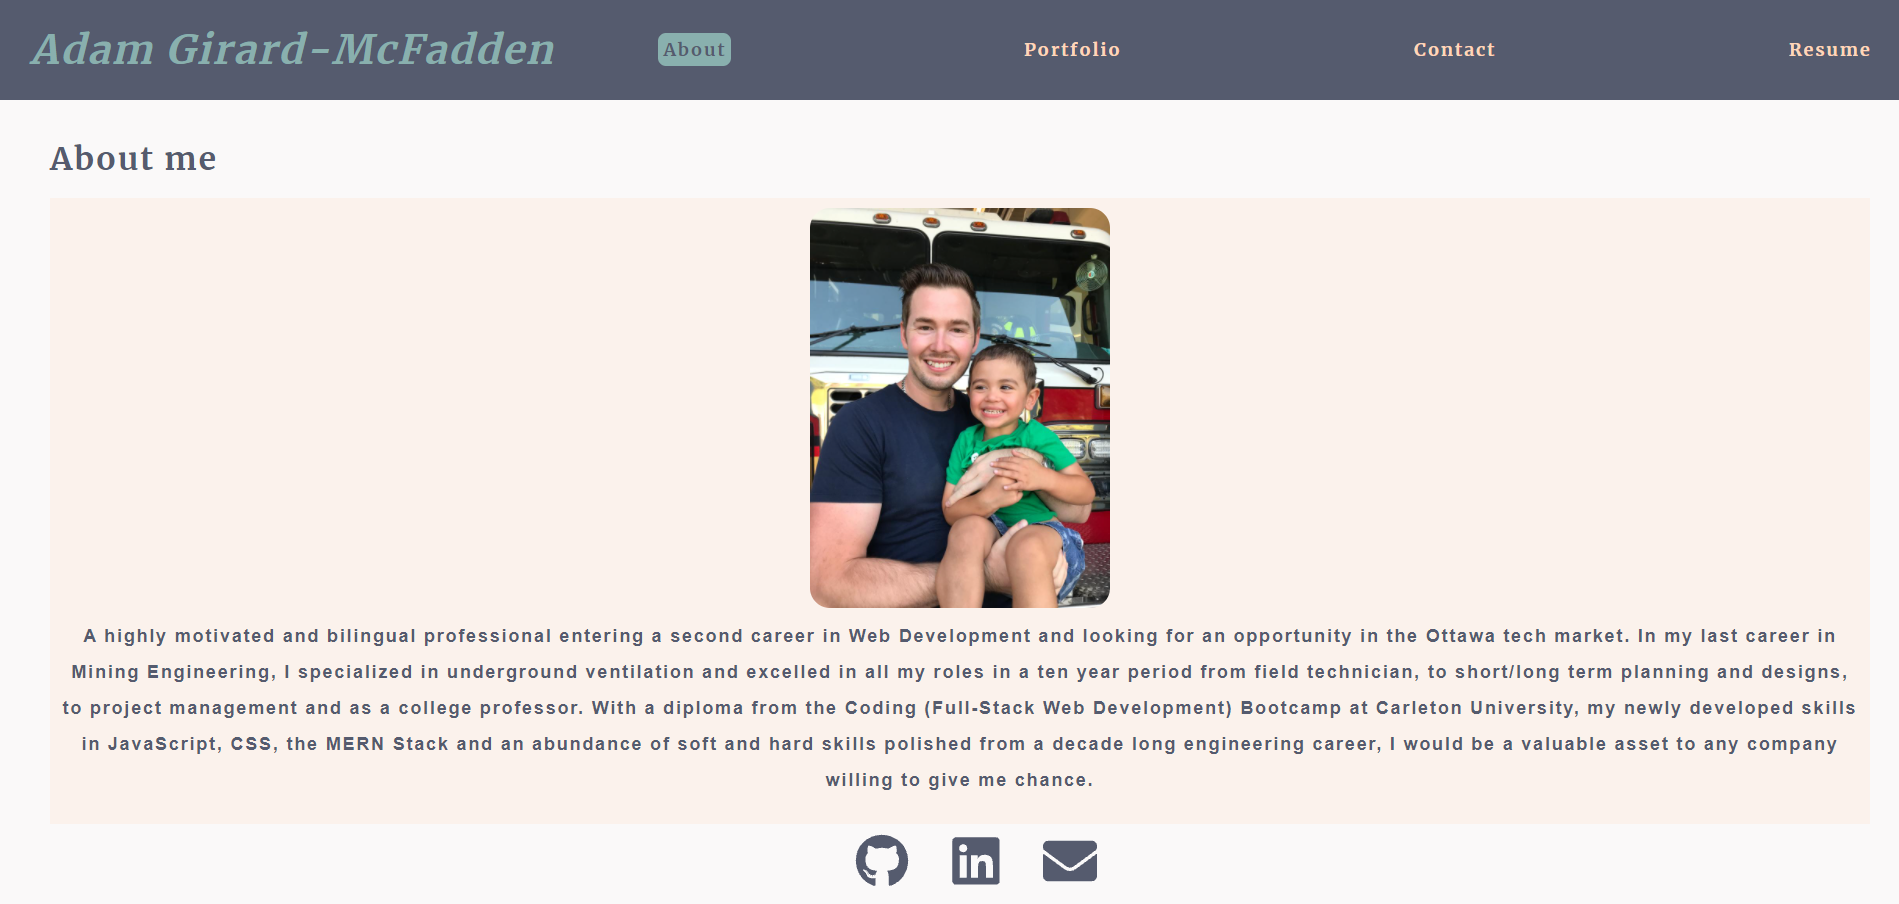 Adam Girard-McFadden
About
Portfolio
Contact
Resume
About me
A highly motivated and bilingual professional entering a second career in Web Development and looking for an opportunity in the Ottawa tech market. In my last career in
Mining Engineering, I specialized in underground ventilation and excelled in all my roles in a ten year period from field technician, to short/long term planning and designs,
to project management and as a college professor. With a diploma from the Coding (Full-Stack Web Development) Bootcamp at Carleton University, my newly developed skills
in JavaScript, CSS, the MERN Stack and an abundance of soft and hard skills polished from a decade long engineering career, I would be a valuable asset to any company
willing to give me chance.
in